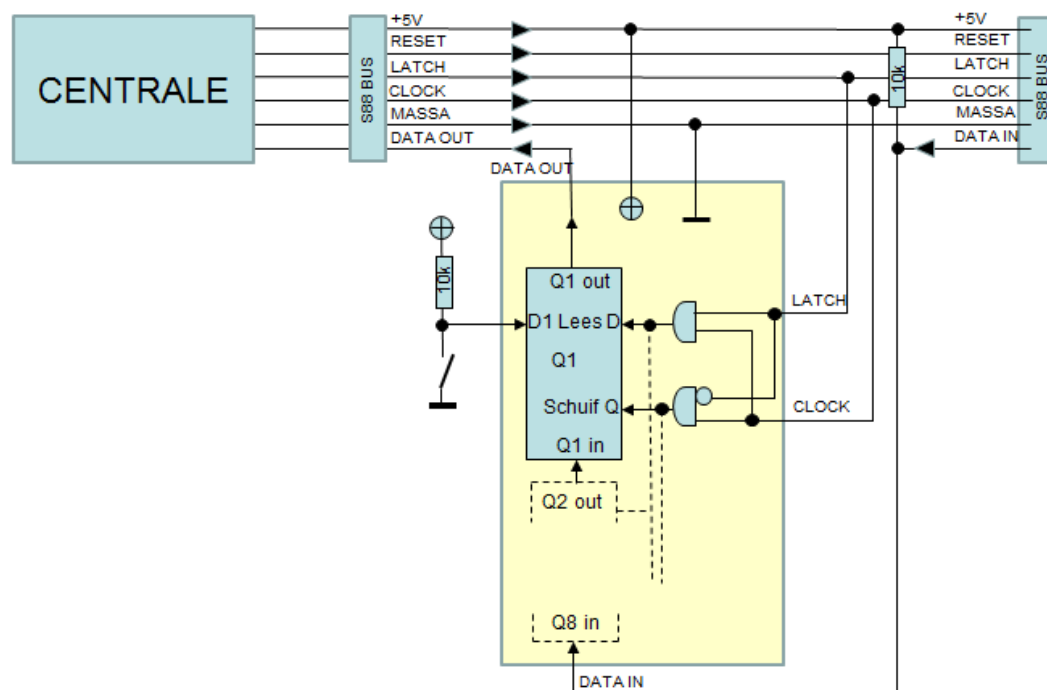 CENTRALE
S88 BUS
+5V
RESET
LATCH
CLOCK
MASSA
DATA OUT
+5V
RESET
LATCH
CLOCK
MASSA
DATA IN
S88 BUS
10k
DATA OUT
10k
Q1 out
D1 Lees D
Q1
Schuif Q
Q1 in
Q2 out
Q8 in
LATCH
CLOCK
DATA IN